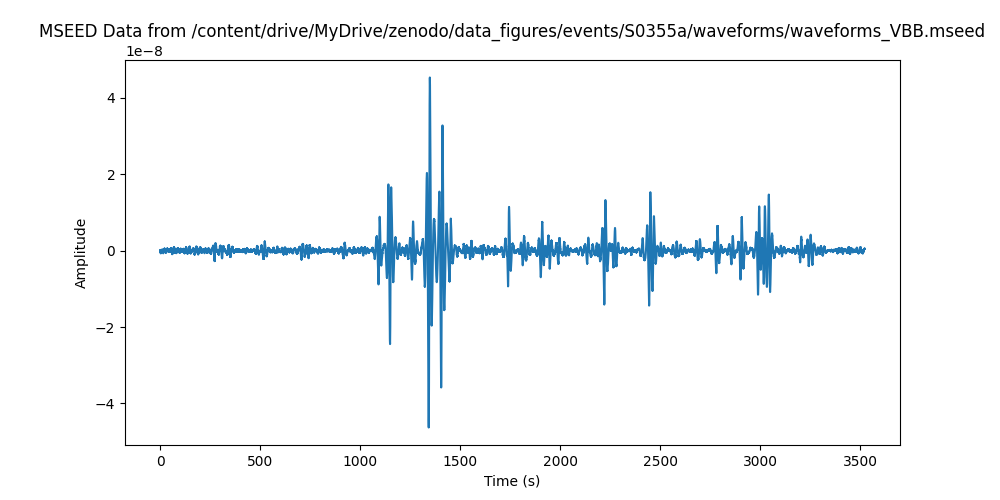 MSEED Data from /content/drive/MyDrive/zenodo/data_figures/events/S0355a/waveforms/waveforms_VBB.mseed
1e−8
4
2
0
−2
−4
Amplitude
0 500 1000 1500 2000 2500 3000 3500
Time (s)